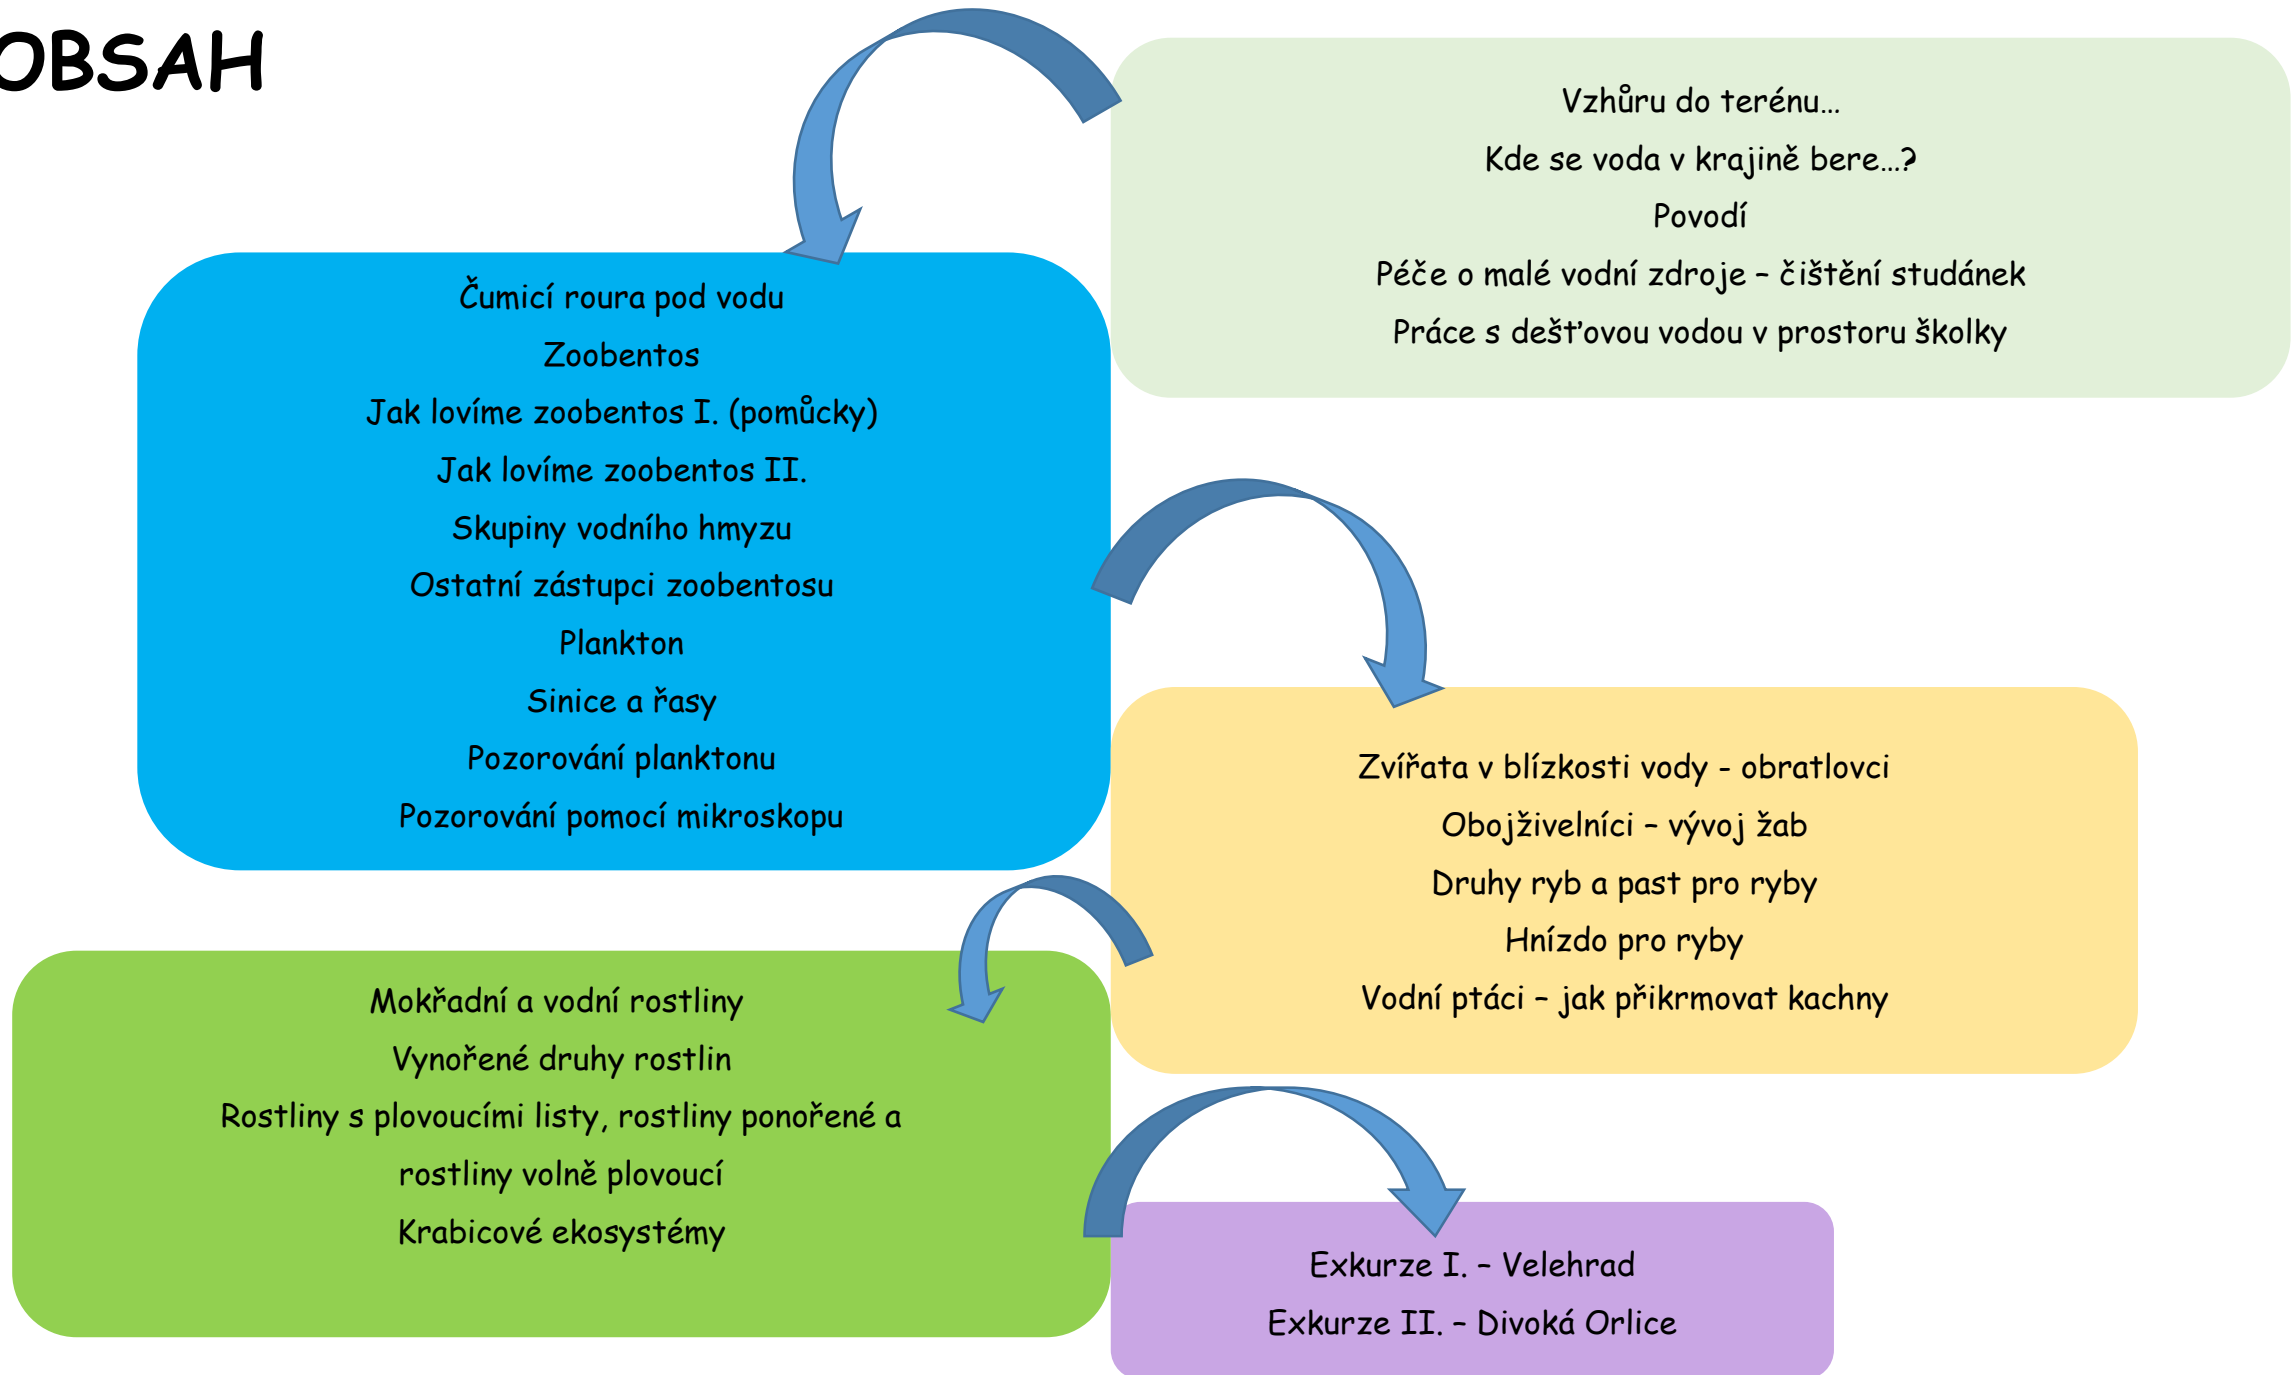 OBSAH
Vzhůru do terénu…
Kde se voda v krajině bere…?
Povodí
Péče o malé vodní zdroje – čištění studánek
Práce s dešťovou vodou v prostoru školky
Čumicí roura pod vodu
Zoobentos
Jak lovíme zoobentos I. (pomůcky)
Jak lovíme zoobentos II.
Skupiny vodního hmyzu
Ostatní zástupci zoobentosu
Plankton
Sinice a řasy
Pozorování planktonu
Pozorování pomocí mikroskopu
Zvířata v blízkosti vody - obratlovci
Obojživelníci – vývoj žab
Druhy ryb a past pro ryby
Hnízdo pro ryby
Vodní ptáci – jak přikrmovat kachny
Mokřadní a vodní rostliny
Vynořené druhy rostlin
Rostliny s plovoucími listy, rostliny ponořené a
rostliny volně plovoucí
Krabicové ekosystémy
Exkurze I. – Velehrad
Exkurze II. – Divoká Orlice